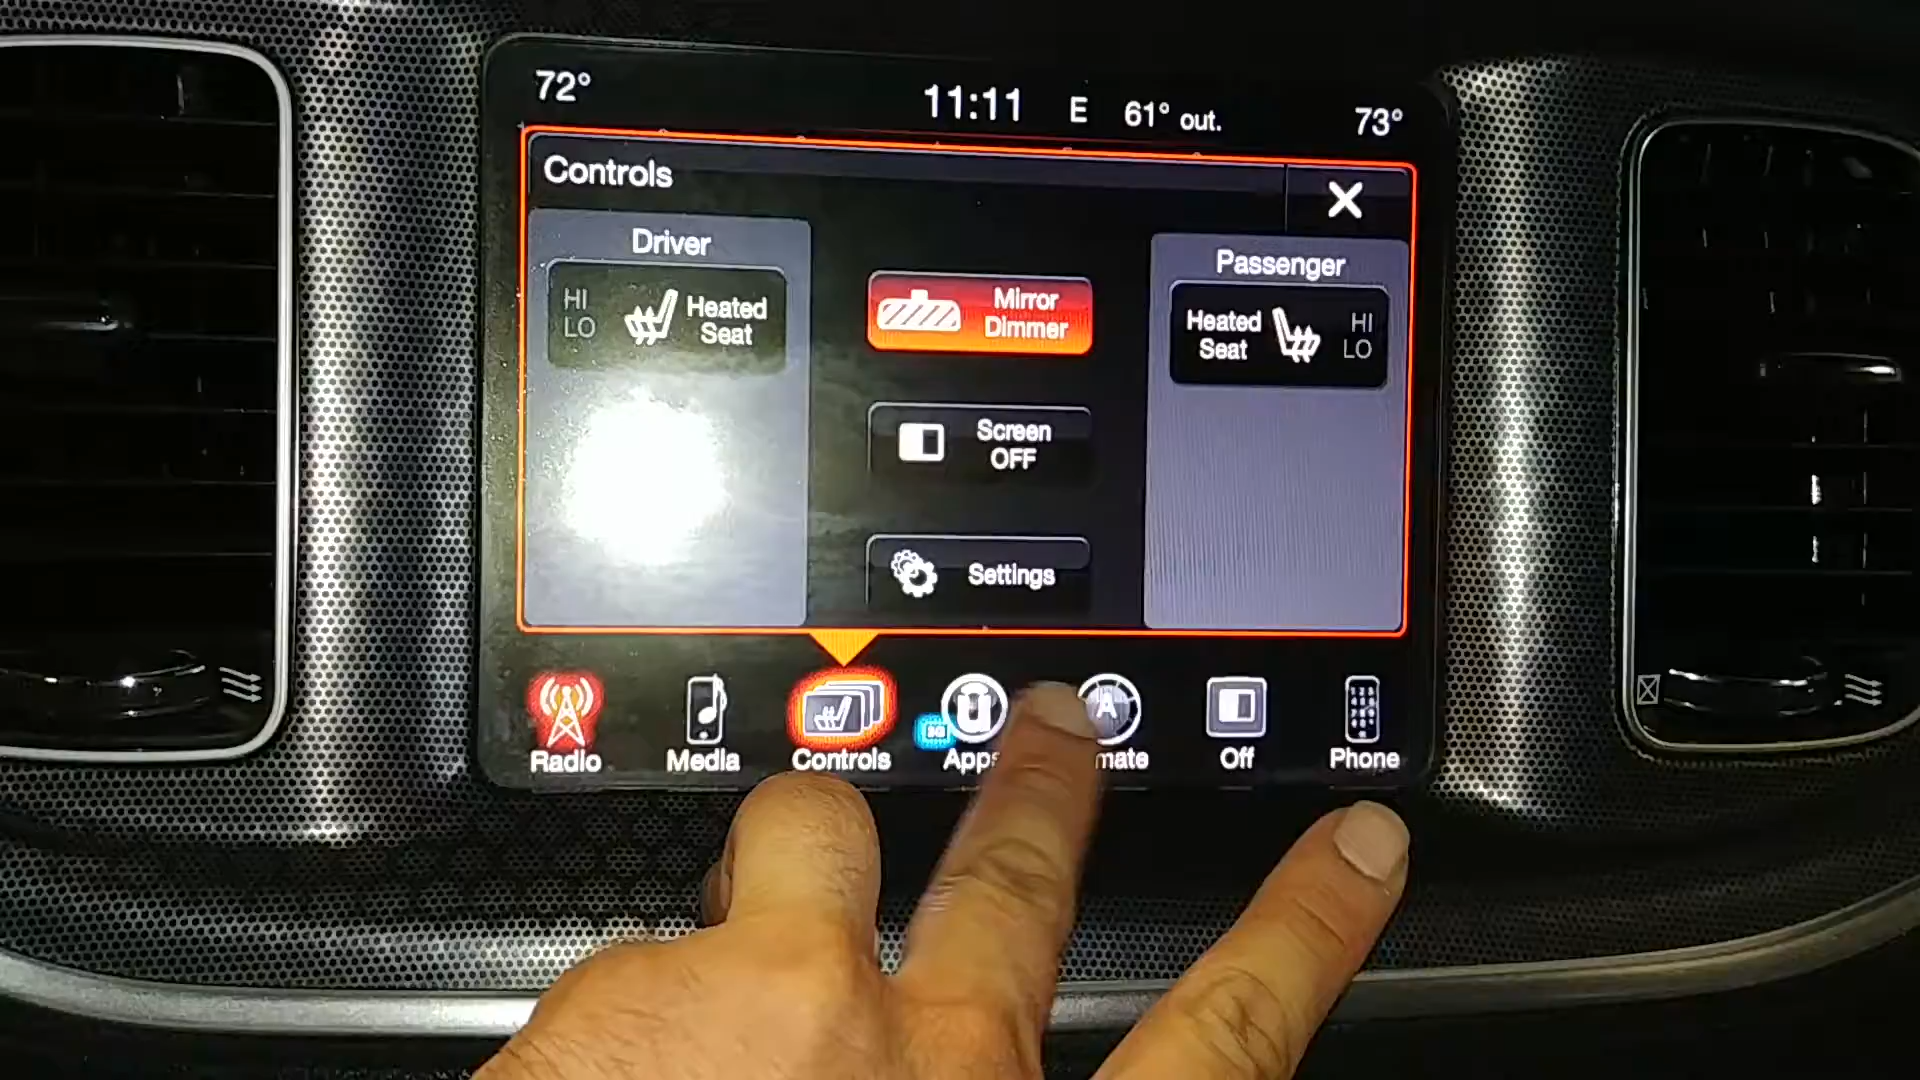 72°
11:11 E 61° out.
73°
Controls
X
Driver
HI
LO
Heated
Seat
Mirror
Dimmer
Passenger
Heated
Seat
HI
LO
Screen
OFF
Settings
3G
A
Radio Media Controls Apps mate Off Phone